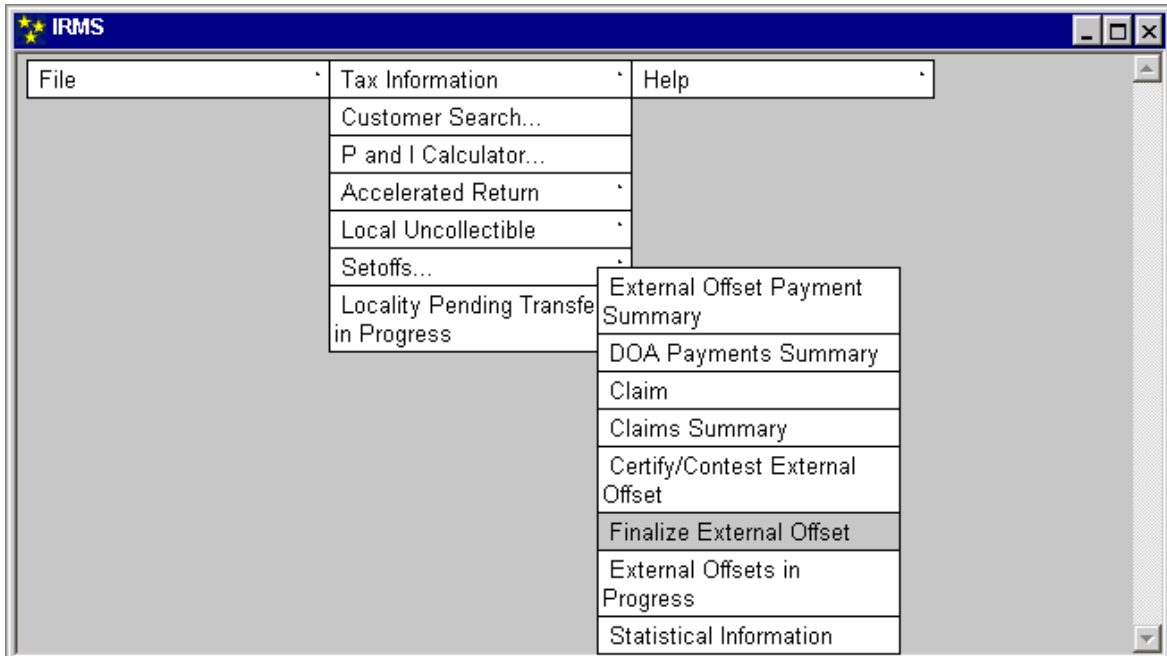 IRMS
File
Tax Information
Help
Customer Search...
P and I Calculator...
Accelerated Return
Local Uncollectible
Setoffs...
Locality Pending Transfe
in Progress
External Offset Payment
Summary
DOA Payments Summary
Claim
Claims Summary
Certify/Contest External
Offset
Finalize External Offset
External Offsets in
Progress
Statistical Information